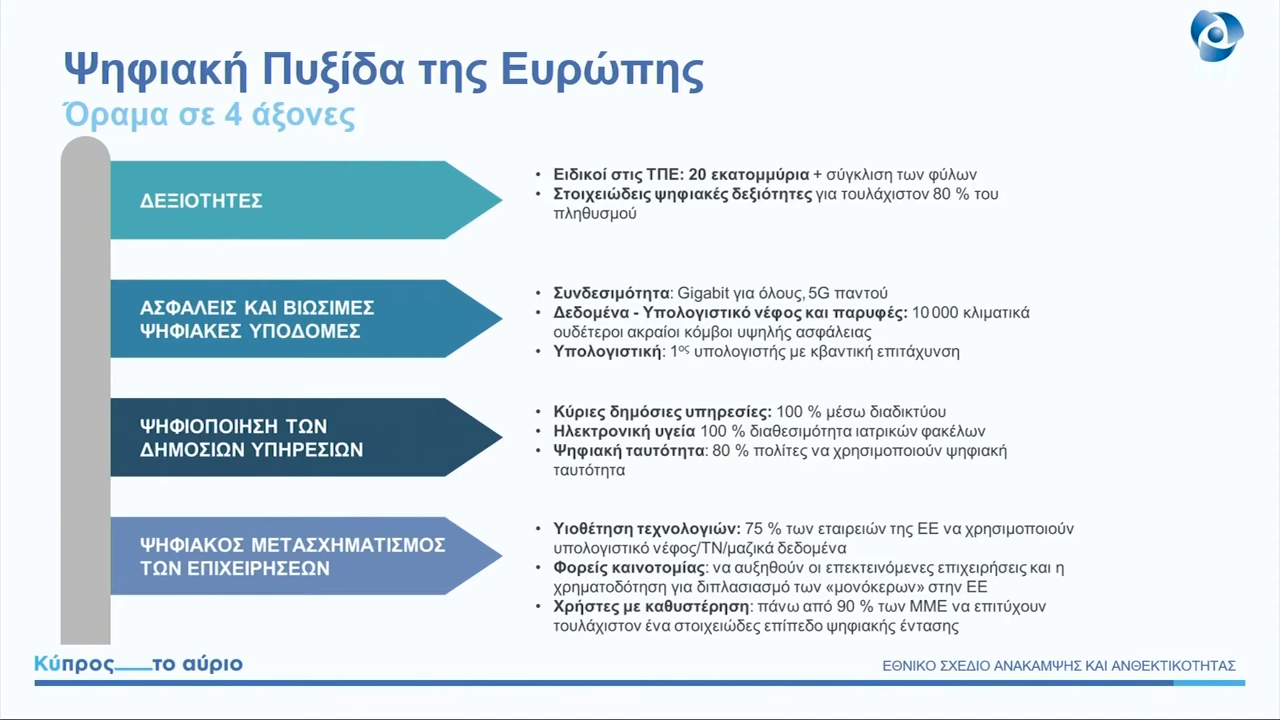 Ψηφιακή Πυξίδα της Ευρώπης
Όραμα σε 4 άξονες
ΔΕΞΙΟΤΗΤΕΣ
• Ειδικοί στις ΤΠΕ: 20 εκατομμύρια + σύγκλιση των φύλων
• Στοιχειώδεις ψηφιακές δεξιότητες για τουλάχιστον 80 % του
πληθυσμού
ΑΣΦΑΛΕΙΣ ΚΑΙ ΒΙΩΣΙΜΕΣ
ΨΗΦΙΑΚΕΣ ΥΠΟΔΟΜΕΣ
• Συνδεσιμότητα: Gigabit για όλους, 5G παντού
• Δεδομένα - Υπολογιστικό νέφος και παρυφές: 10 000 κλιματικά
ουδέτεροι ακραίοι κόμβοι υψηλής ασφάλειας
• Υπολογιστική: 1ος υπολογιστής με κβαντική επιτάχυνση
ΨΗΦΙΟΠΟΙΗΣΗ ΤΩΝ
ΔΗΜΟΣΙΩΝ ΥΠΗΡΕΣΙΩΝ
• Κύριες δημόσιες υπηρεσίες: 100 % μέσω διαδικτύου
• Ηλεκτρονική υγεία 100 % διαθεσιμότητα ιατρικών φακέλων
• Ψηφιακή ταυτότητα: 80 % πολίτες να χρησιμοποιούν ψηφιακή
ταυτότητα
ΨΗΦΙΑΚΟΣ ΜΕΤΑΣΧΗΜΑΤΙΣΜΟΣ
ΤΩΝ ΕΠΙΧΕΙΡΗΣΕΩΝ
• Υιοθέτηση τεχνολογιών: 75 % των εταιρειών της ΕΕ να χρησιμοποιούν
υπολογιστικό νέφος/ΤΝ/μαζικά δεδομένα
• Φορείς καινοτομίας: να αυξηθούν οι επεκτεινόμενες επιχειρήσεις και η
χρηματοδότηση για διπλασιασμό των «μονόκερων» στην ΕΕ
• Χρήστες με καθυστέρηση: πάνω από 90 % των ΜΜΕ να επιτύχουν
τουλάχιστον ένα στοιχειώδες επίπεδο ψηφιακής έντασης
Κύπρος___το αύριο
ΕΘΝΙΚΟ ΣΧΕΔΙΟ ΑΝΑΚΑΜΨΗΣ ΚΑΙ ΑΝΘΕΚΤΙΚΟΤΗΤΑΣ